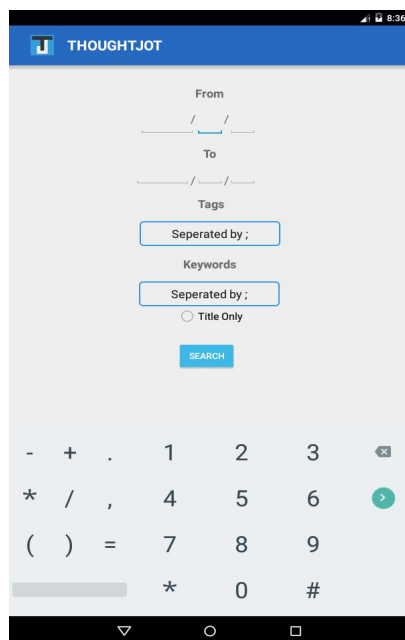 8:36
THOUGHTJOT
From
/ /
To
/ /
Tags
Seperated by ;
Keywords
Seperated by ;
Title Only
SEARCH
- + . 1 2 3
* / , 4 5 6
( ) = 7 8 9
* 0 #